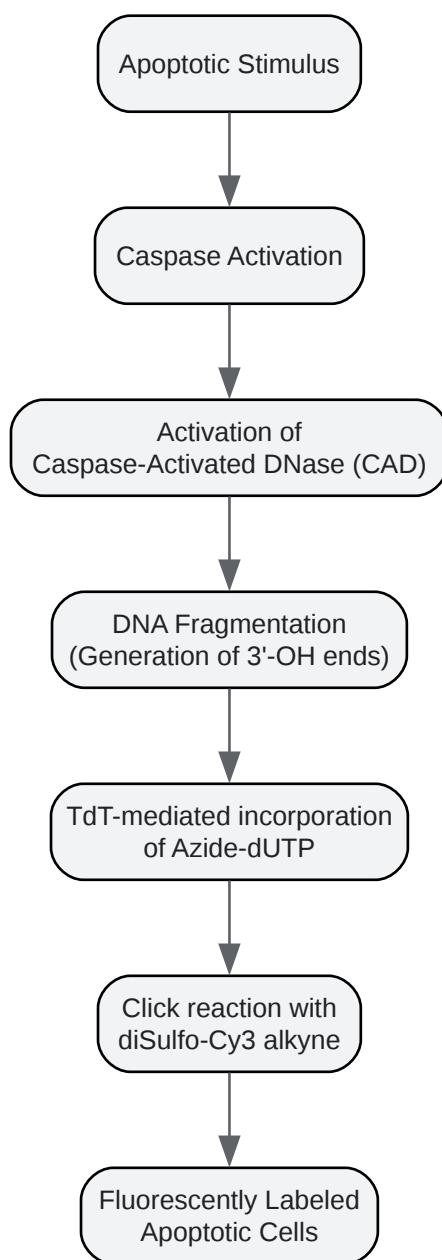 Apoptotic Stimulus
Caspase Activation
Activation of
Caspase-Activated DNase (CAD)
DNA Fragmentation
(Generation of 3'-OH ends)
TdT-mediated incorporation
of Azide-dUTP
Click reaction with
diSulfo-Cy3 alkyne
Fluorescently Labeled
Apoptotic Cells